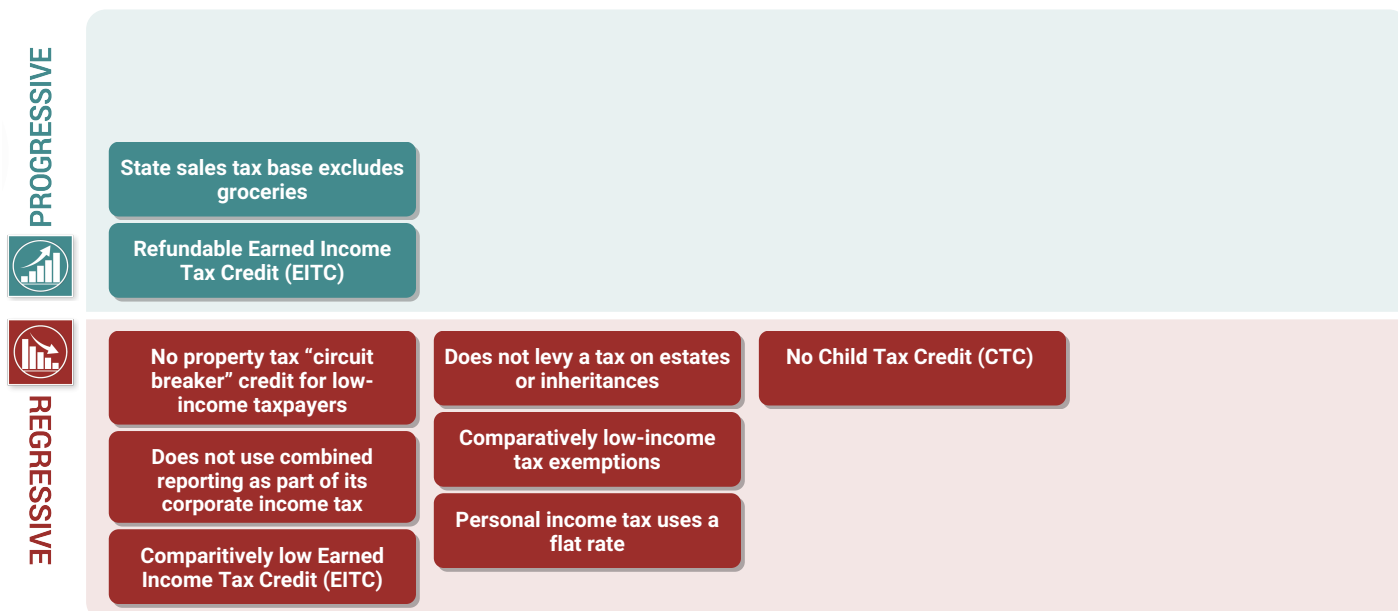 PROGRESSIVE
State sales tax base excludes
groceries
Refundable Earned Income
Tax Credit (EITC)
REGRESSIVE
No property tax “circuit
breaker” credit for low-
income taxpayers
Does not use combined
reporting as part of its
corporate income tax
Comparitively low Earned
Income Tax Credit (EITC)
Does not levy a tax on estates
or inheritances
Comparatively low-income
tax exemptions
Personal income tax uses a
flat rate
No Child Tax Credit (CTC)